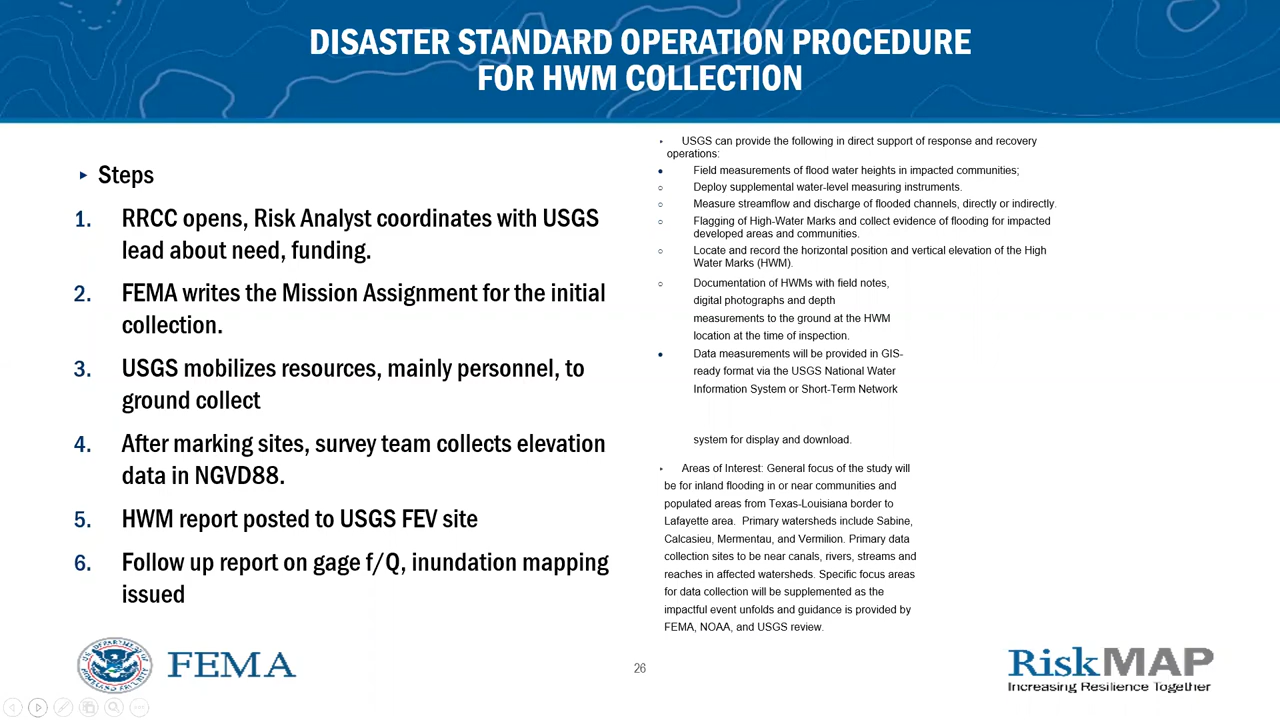 DISASTER STANDARD OPERATION PROCEDURE
FOR HWM COLLECTION
Steps
1. RRCC opens, Risk Analyst coordinates with USGS
lead about need, funding.
2. FEMA writes the Mission Assignment for the initial
collection.
3. USGS mobilizes resources, mainly personnel, to
ground collect
4. After marking sites, survey team collects elevation
data in NGVD88.
5. HWM report posted to USGS FEV site
6. Follow up report on gage f/Q, inundation mapping
issued
USGS can provide the following in direct support of response and recovery
operations:
Field measurements of flood water heights in impacted communities;
Deploy supplemental water-level measuring instruments.
Measure streamflow and discharge of flooded channels, directly or indirectly.
Flagging of High-Water Marks and collect evidence of flooding for impacted
developed areas and communities.
Locate and record the horizontal position and vertical elevation of the High
Water Marks (HWM).
Documentation of HWMs with field notes,
digital photographs and depth
measurements to the ground at the HWM
location at the time of inspection.
Data measurements will be provided in GIS-
ready format via the USGS National Water
Information System or Short-Term Network
system for display and download.
Areas of Interest: General focus of the study will
be for inland flooding in or near communities and
populated areas from Texas-Louisiana border to
Lafayette area. Primary watersheds include Sabine,
Calcasieu, Mermentau, and Vermilion. Primary data
collection sites to be near canals, rivers, streams and
reaches in affected watersheds. Specific focus areas
for data collection will be supplemented as the
impactful event unfolds and guidance is provided by
FEMA, NOAA, and USGS review.
FEMA
26
RiskMAP
Increasing Resilience Together